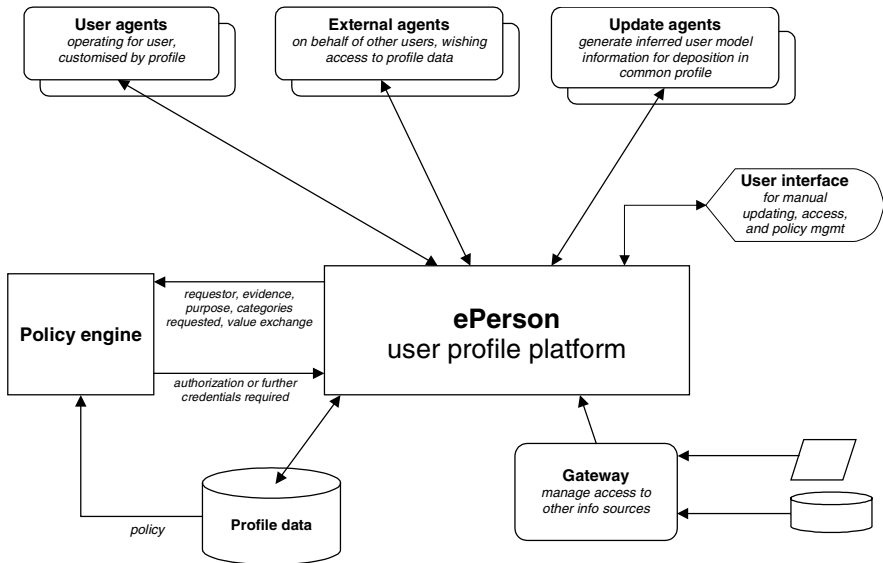 User agents
operating for user,
customised by profile
External agents
on behalf of other users, wishing
access to profile data
Update agents
generate inferred user model
information for deposition in
common profile
User interface
for manual
updating, access,
and policy mgmt
Policy engine
requestor, evidence,
purpose, categories
requested, value exchange
authorization or further
credentials required
ePerson
user profile platform
Gateway
manage access to
other info sources
Profile data
policy